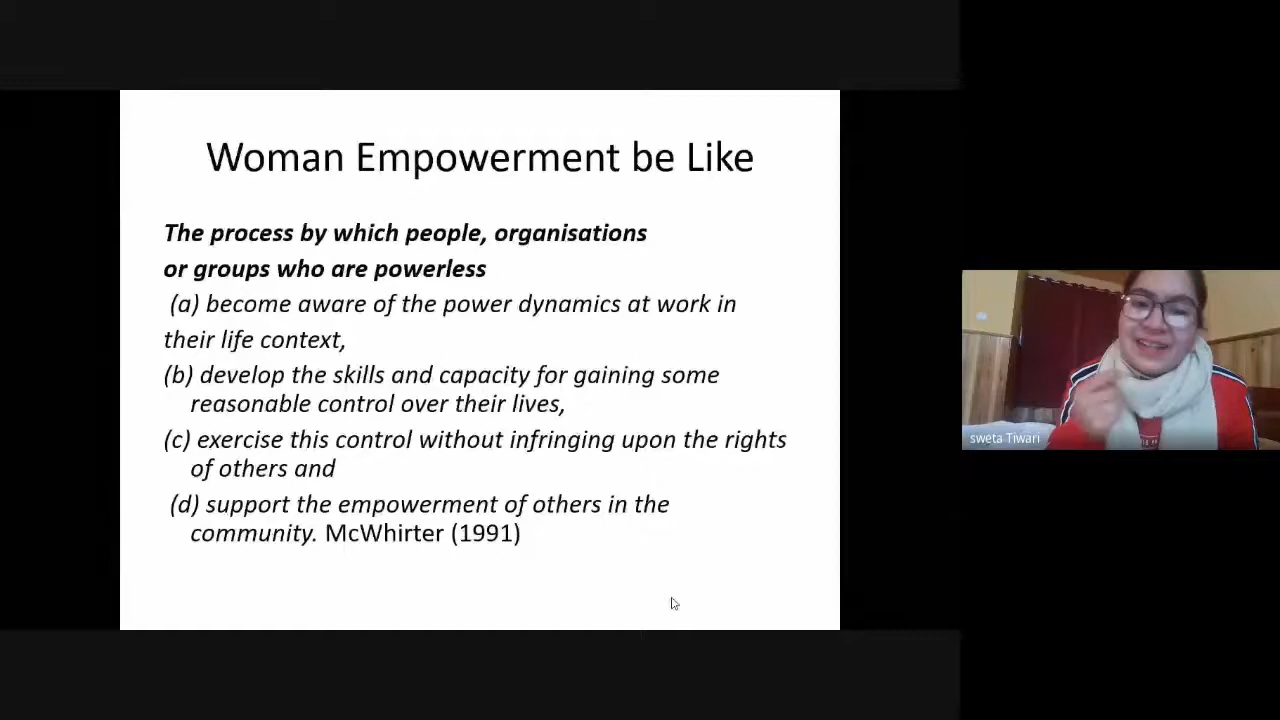 Woman Empowerment be Like
The process by which people, organisations
or groups who are powerless
(a) become aware of the power dynamics at work in
their life context,
(b) develop the skills and capacity for gaining some
reasonable control over their lives,
(c) exercise this control without infringing upon the rights
of others and
(d) support the empowerment of others in the
community. McWhirter (1991)
sweta Tiwari